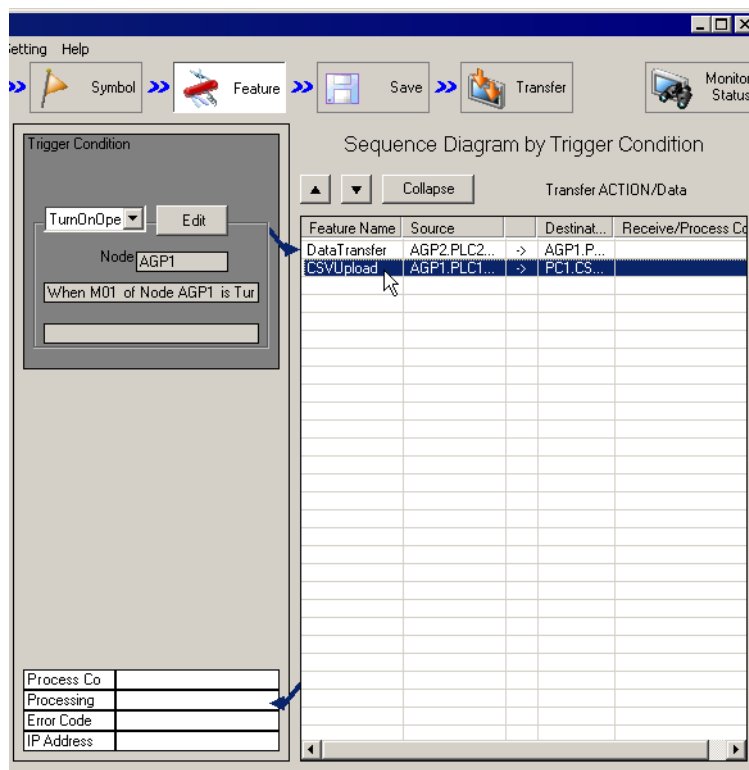 etting Help
Symbol Feature Save Transfer Monitor
Status
Trigger Condition
Sequence Diagram by Trigger Condition
Collapse Transfer ACTION/Data
TurnOnOpe Edit
Node AGP1
When M01 of Node AGP1 is Tur
Feature Name Source Destinat... Receive/Process Co
DataTransfer AGP2.PLC2... -> AGP1.P...
CSVUpload AGP1.PLC1... -> PC1.CS...
Process Co
Processing
Error Code
IP Address